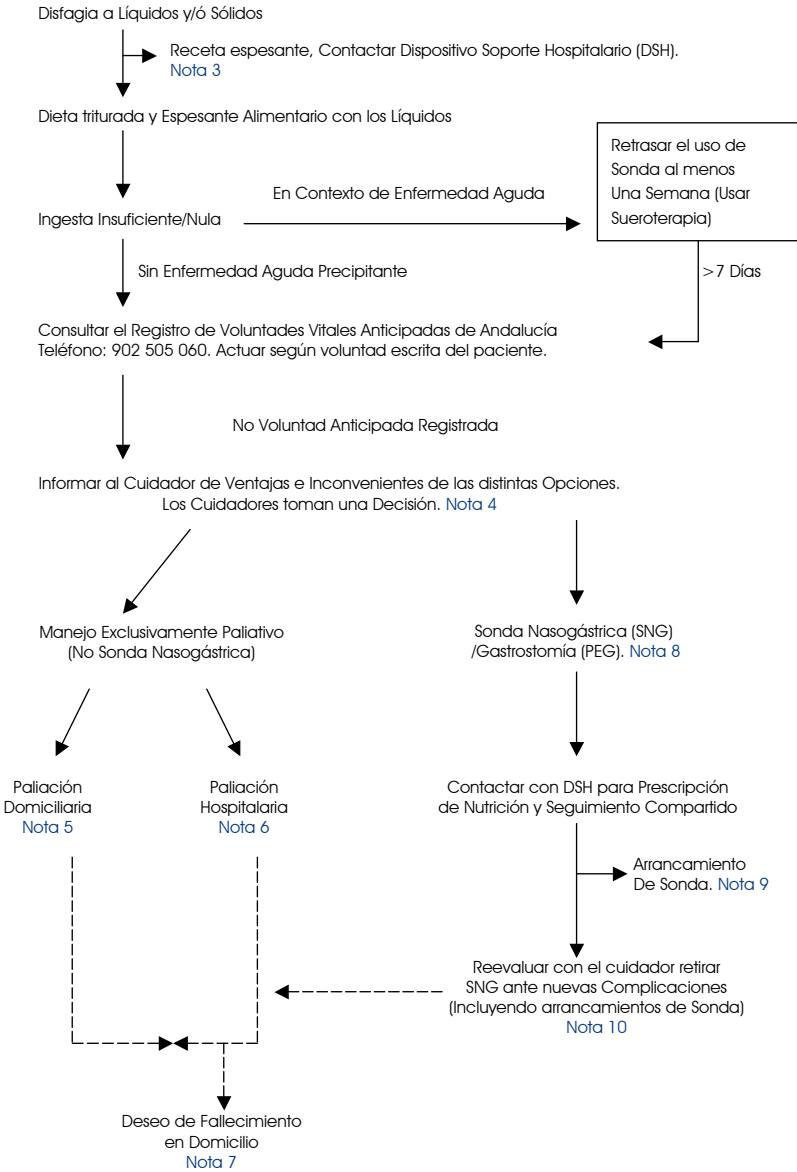 Disfagia a Líquidos y/ó Sólidos
Receta espesante, Contactar Dispositivo Soporte Hospitalario (DSH).
Nota 3
Dieta triturada y Espesante Alimentario con los Líquidos
Retrasar el uso de
Sonda al menos
Una Semana (Usar
Sueroterapia)
En Contexto de Enfermedad Aguda
Ingesta Insuficiente/Nula
Sin Enfermedad Aguda Precipitante
>7 Días
Consultar el Registro de Voluntades Vitales Anticipadas de Andalucía
Teléfono: 902 505 060. Actuar según voluntad escrita del paciente.
No Voluntad Anticipada Registrada
Informar al Cuidador de Ventajas e Inconvenientes de las distintas Opciones.
Los Cuidadores toman una Decisión. Nota 4
Manejo Exclusivamente Paliativo
(No Sonda Nasogástrica)
Sonda Nasogástrica (SNG)
/Gastrostomía (PEG). Nota 8
Paliación
Domiciliaria
Nota 5
Paliación
Hospitalaria
Nota 6
Contactar con DSH para Prescripción
de Nutrición y Seguimiento Compartido
Arrancamiento
De Sonda. Nota 9
Reevaluar con el cuidador retirar
SNG ante nuevas Complicaciones
(Incluyendo arrancamientos de Sonda)
Nota 10
Deseo de Fallecimiento
en Domicilio
Nota 7